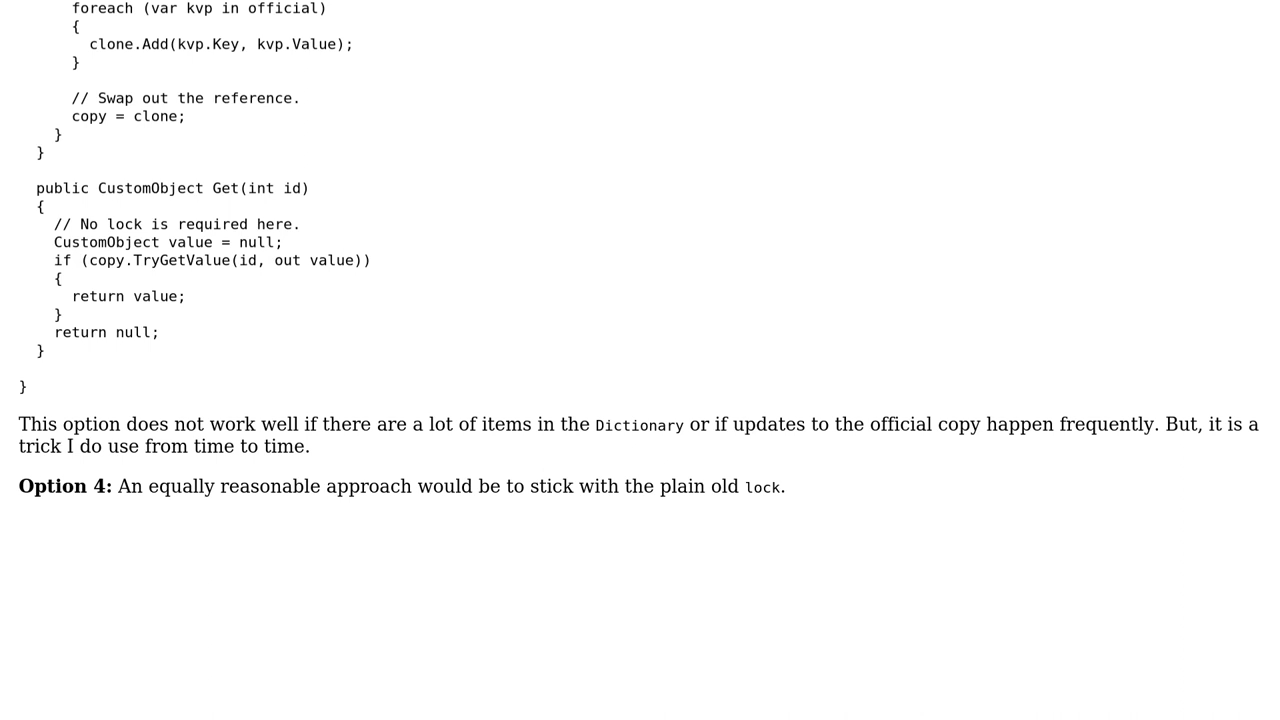 foreach (var kvp in official)
{
clone.Add(kvp.Key, kvp.Value);
}
// Swap out the reference.
copy = clone;
}
}
public CustomObject Get(int id)
{
// No lock is required here.
CustomObject value = null;
if (copy.TryGetValue(id, out value))
{
return value;
}
return null;
}
}
This option does not work well if there are a lot of items in the Dictionary or if updates to the official copy happen frequently. But, it is a
trick I do use from time to time.
Option 4: An equally reasonable approach would be to stick with the plain old lock.